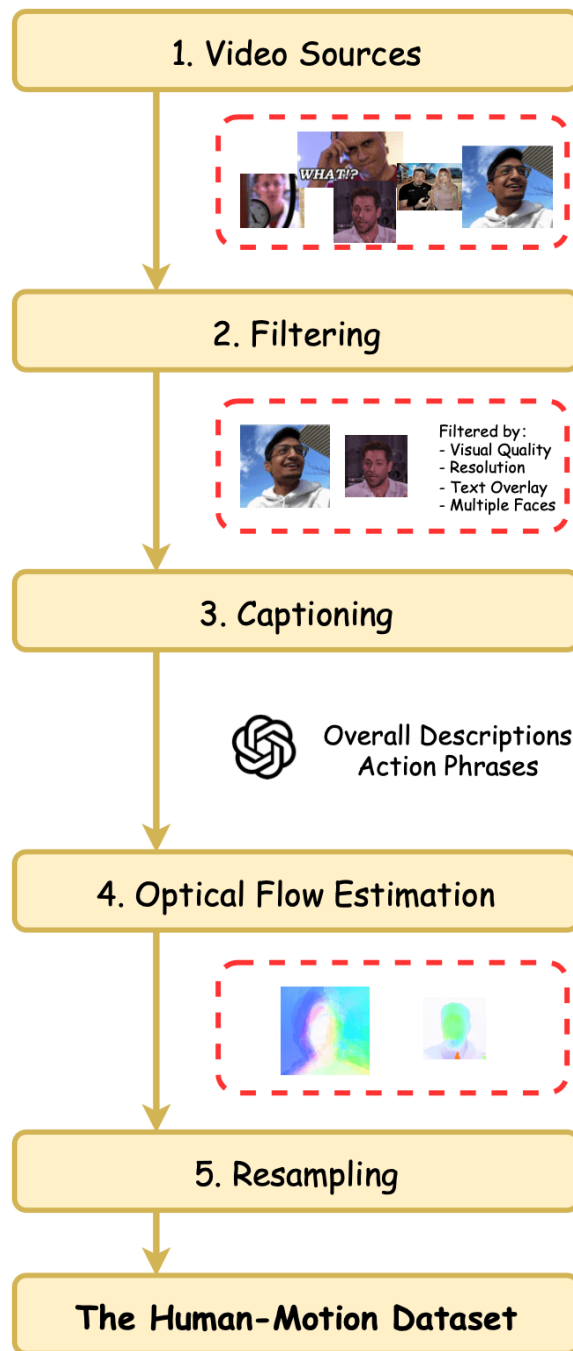 1. Video Sources
WHAT!?
2. Filtering
Filtered by:
- Visual Quality
- Resolution
- Text Overlay
- Multiple Faces
3. Captioning
Overall Descriptions
Action Phrases
4. Optical Flow Estimation
5. Resampling
The Human-Motion Dataset